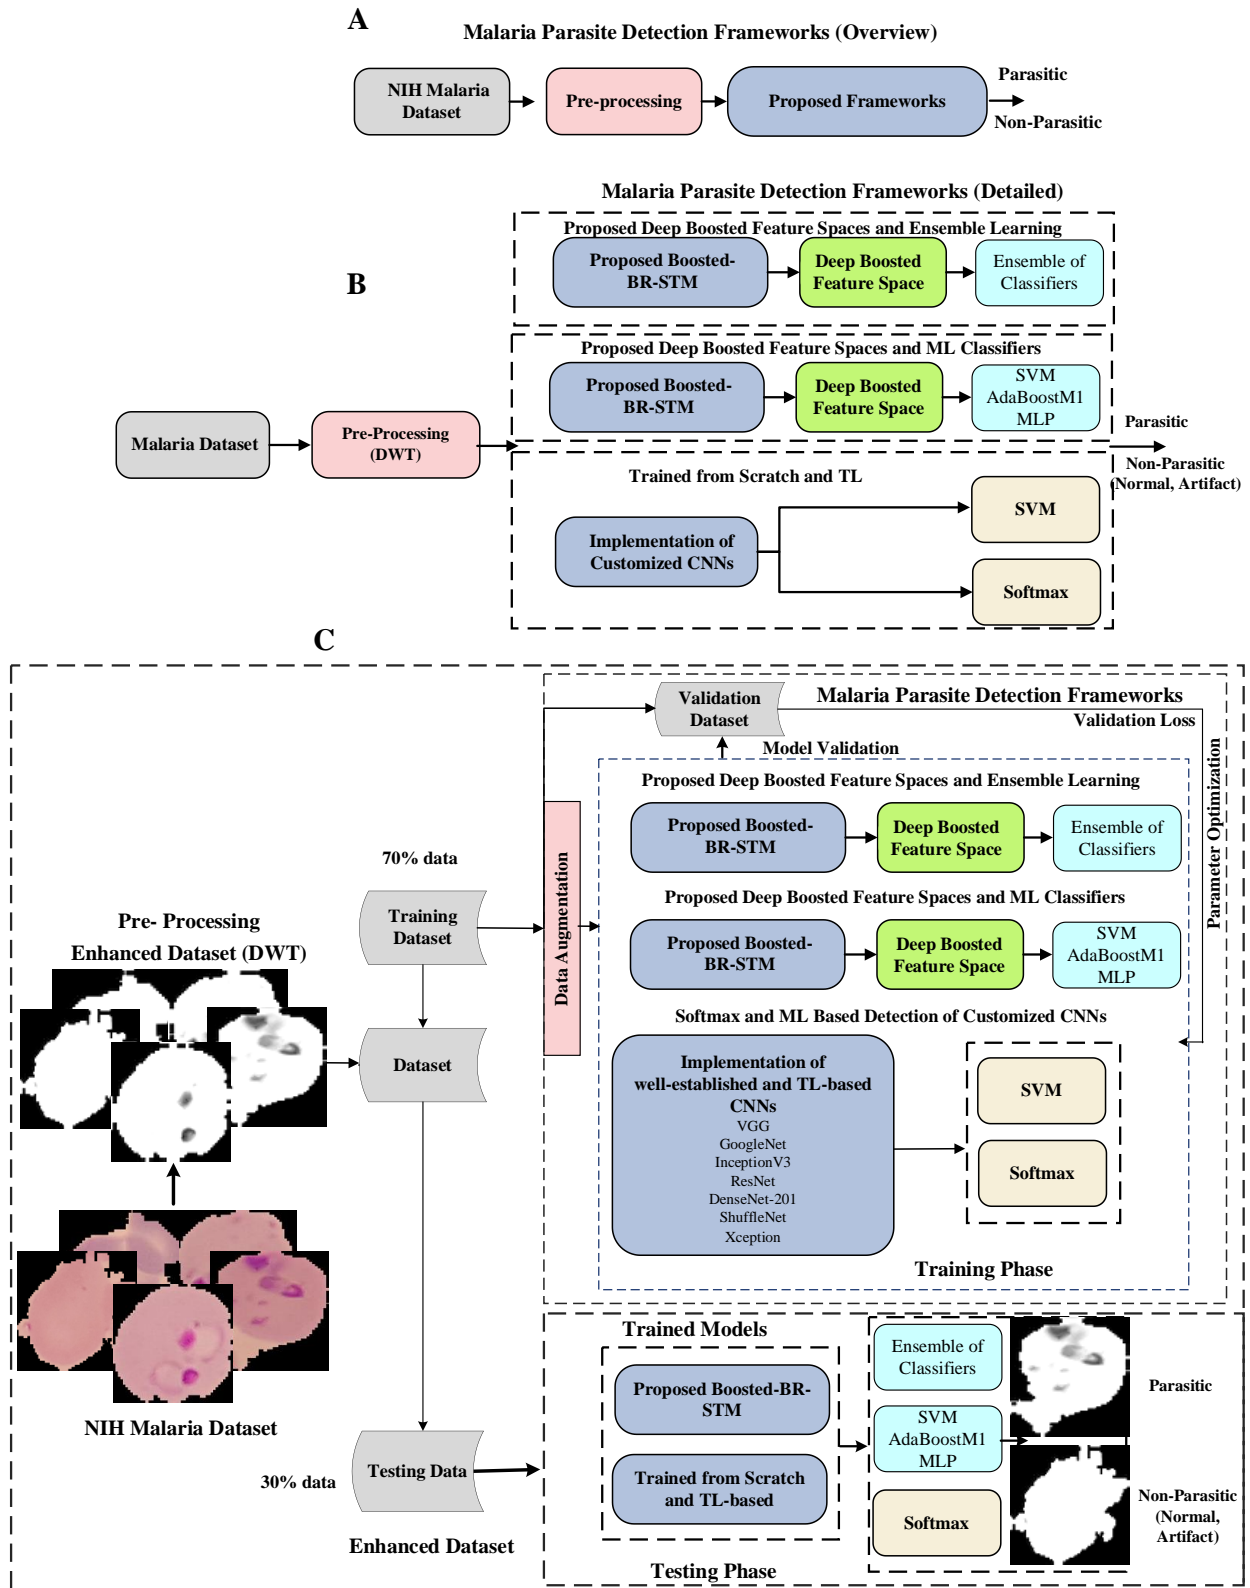 A
Malaria Parasite Detection Frameworks (Overview)
NIH Malaria
Dataset
Pre-processing
Proposed Frameworks
Parasitic
Non-Parasitic
Malaria Parasite Detection Frameworks (Detailed)
B
Proposed Deep Boosted Feature Spaces and Ensemble Learning
Proposed Boosted-
BR-STM
Deep Boosted
Feature Space
Ensemble of
Classifiers
Proposed Deep Boosted Feature Spaces and ML Classifiers
Proposed Boosted-
BR-STM
Deep Boosted
Feature Space
SVM
AdaBoostM1
MLP
Malaria Dataset
Pre-Processing
(DWT)
Parasitic
Non-Parasitic
(Normal, Artifact)
Trained from Scratch and TL
Implementation of
Customized CNNs
SVM
Softmax
C
Validation
Dataset
Malaria Parasite Detection Frameworks
Validation Loss
Model Validation
Parameter Optimization
Proposed Deep Boosted Feature Spaces and Ensemble Learning
Proposed Boosted-
BR-STM
Deep Boosted
Feature Space
Ensemble of
Classifiers
70% data
Training
Dataset
Data Augmentation
Proposed Deep Boosted Feature Spaces and ML Classifiers
Proposed Boosted-
BR-STM
Deep Boosted
Feature Space
SVM
AdaBoostM1
MLP
Pre- Processing
Enhanced Dataset (DWT)
Dataset
Softmax and ML Based Detection of Customized CNNs
Implementation of
well-established and TL-based
CNNs
VGG
GoogleNet
InceptionV3
ResNet
DenseNet-201
ShuffleNet
Xception
SVM
Softmax
Training Phase
NIH Malaria Dataset
30% data
Testing Data
Enhanced Dataset
Trained Models
Proposed Boosted-BR-
STM
Trained from Scratch
and TL-based
Testing Phase
Ensemble of
Classifiers
SVM
AdaBoostM1
MLP
Softmax
Parasitic
Non-Parasitic
(Normal,
Artifact)